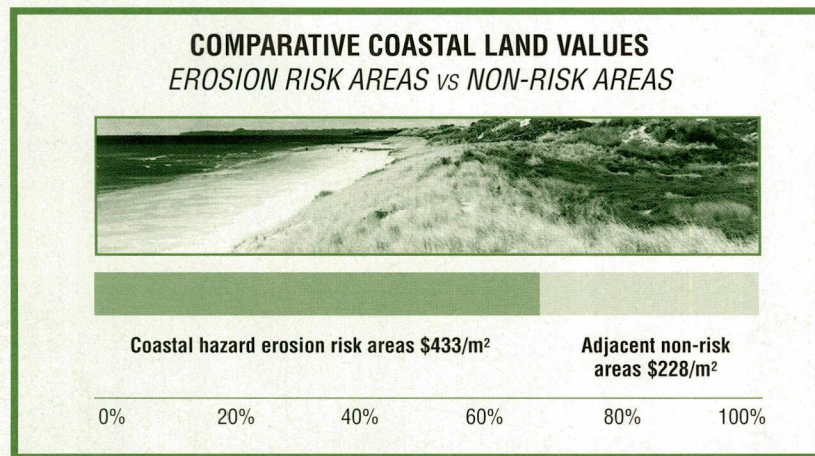 COMPARATIVE COASTAL LAND VALUES
EROSION RISK AREAS VS NON-RISK AREAS
Coastal hazard erosion risk areas $433/m²
Adjacent non-risk
areas $228/m²
0% 20% 40% 60% 80% 100%